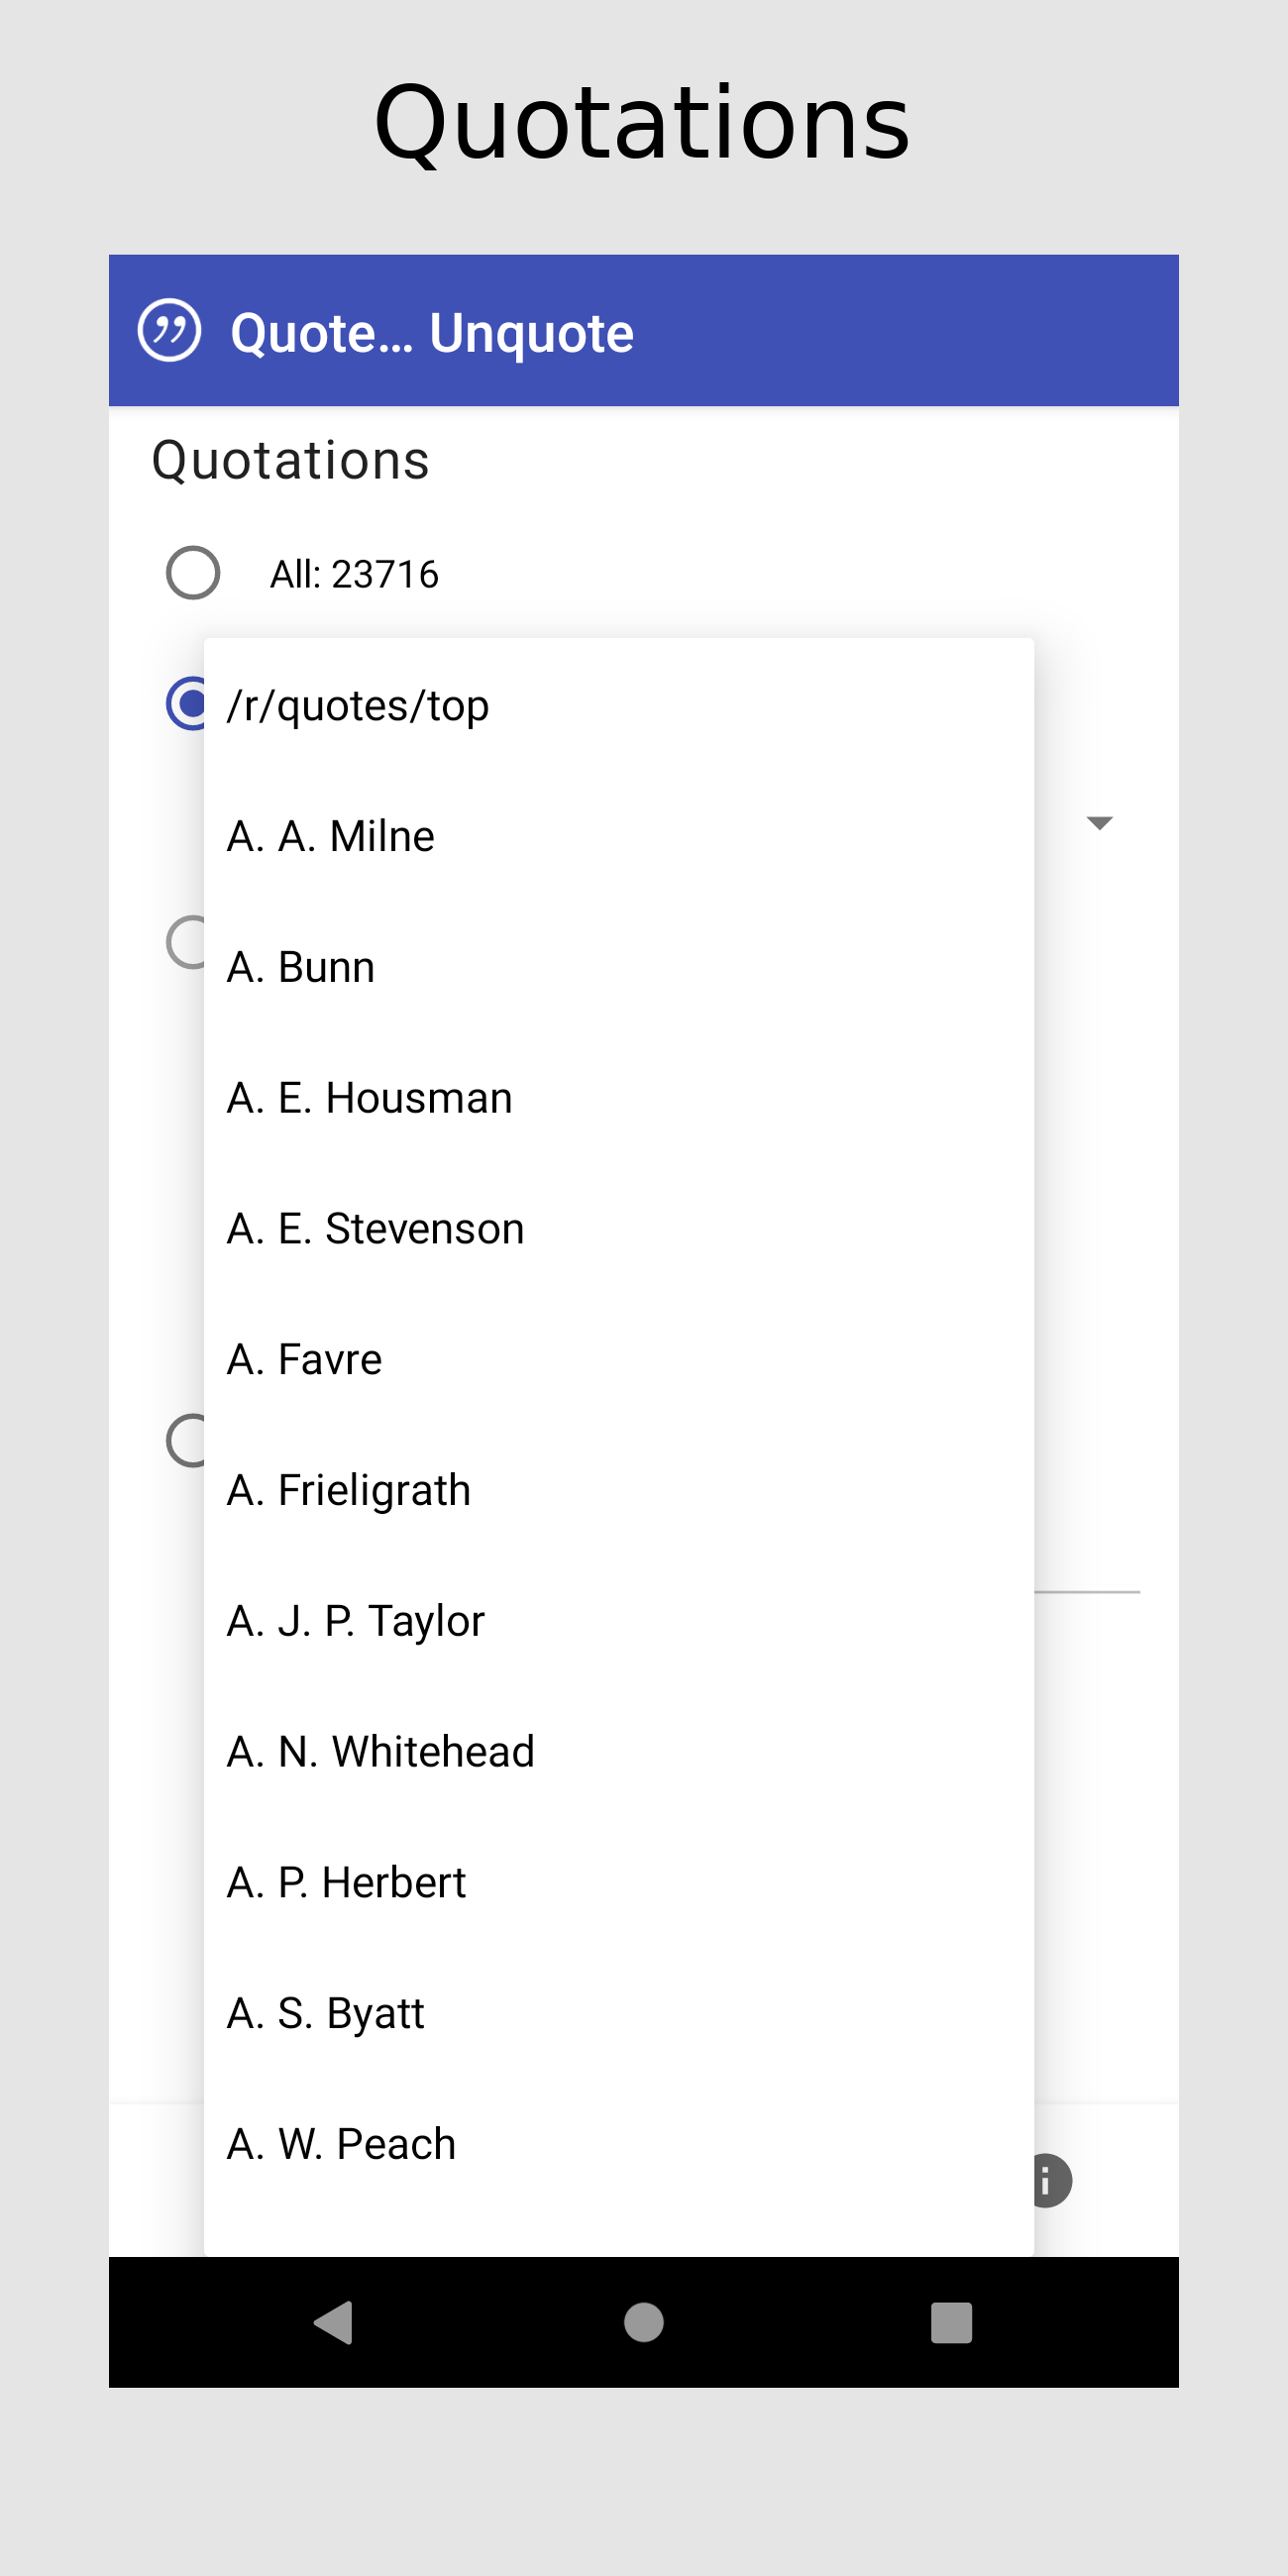 Quotations
Quote... Unquote
Quotations
All: 23716
/r/quotes/top
A. A. Milne
A. Bunn
A. E. Housman
A. E. Stevenson
A. Favre
A. Frieligrath
A. J. P. Taylor
A. N. Whitehead
A. P. Herbert
A. S. Byatt
A. W. Peach